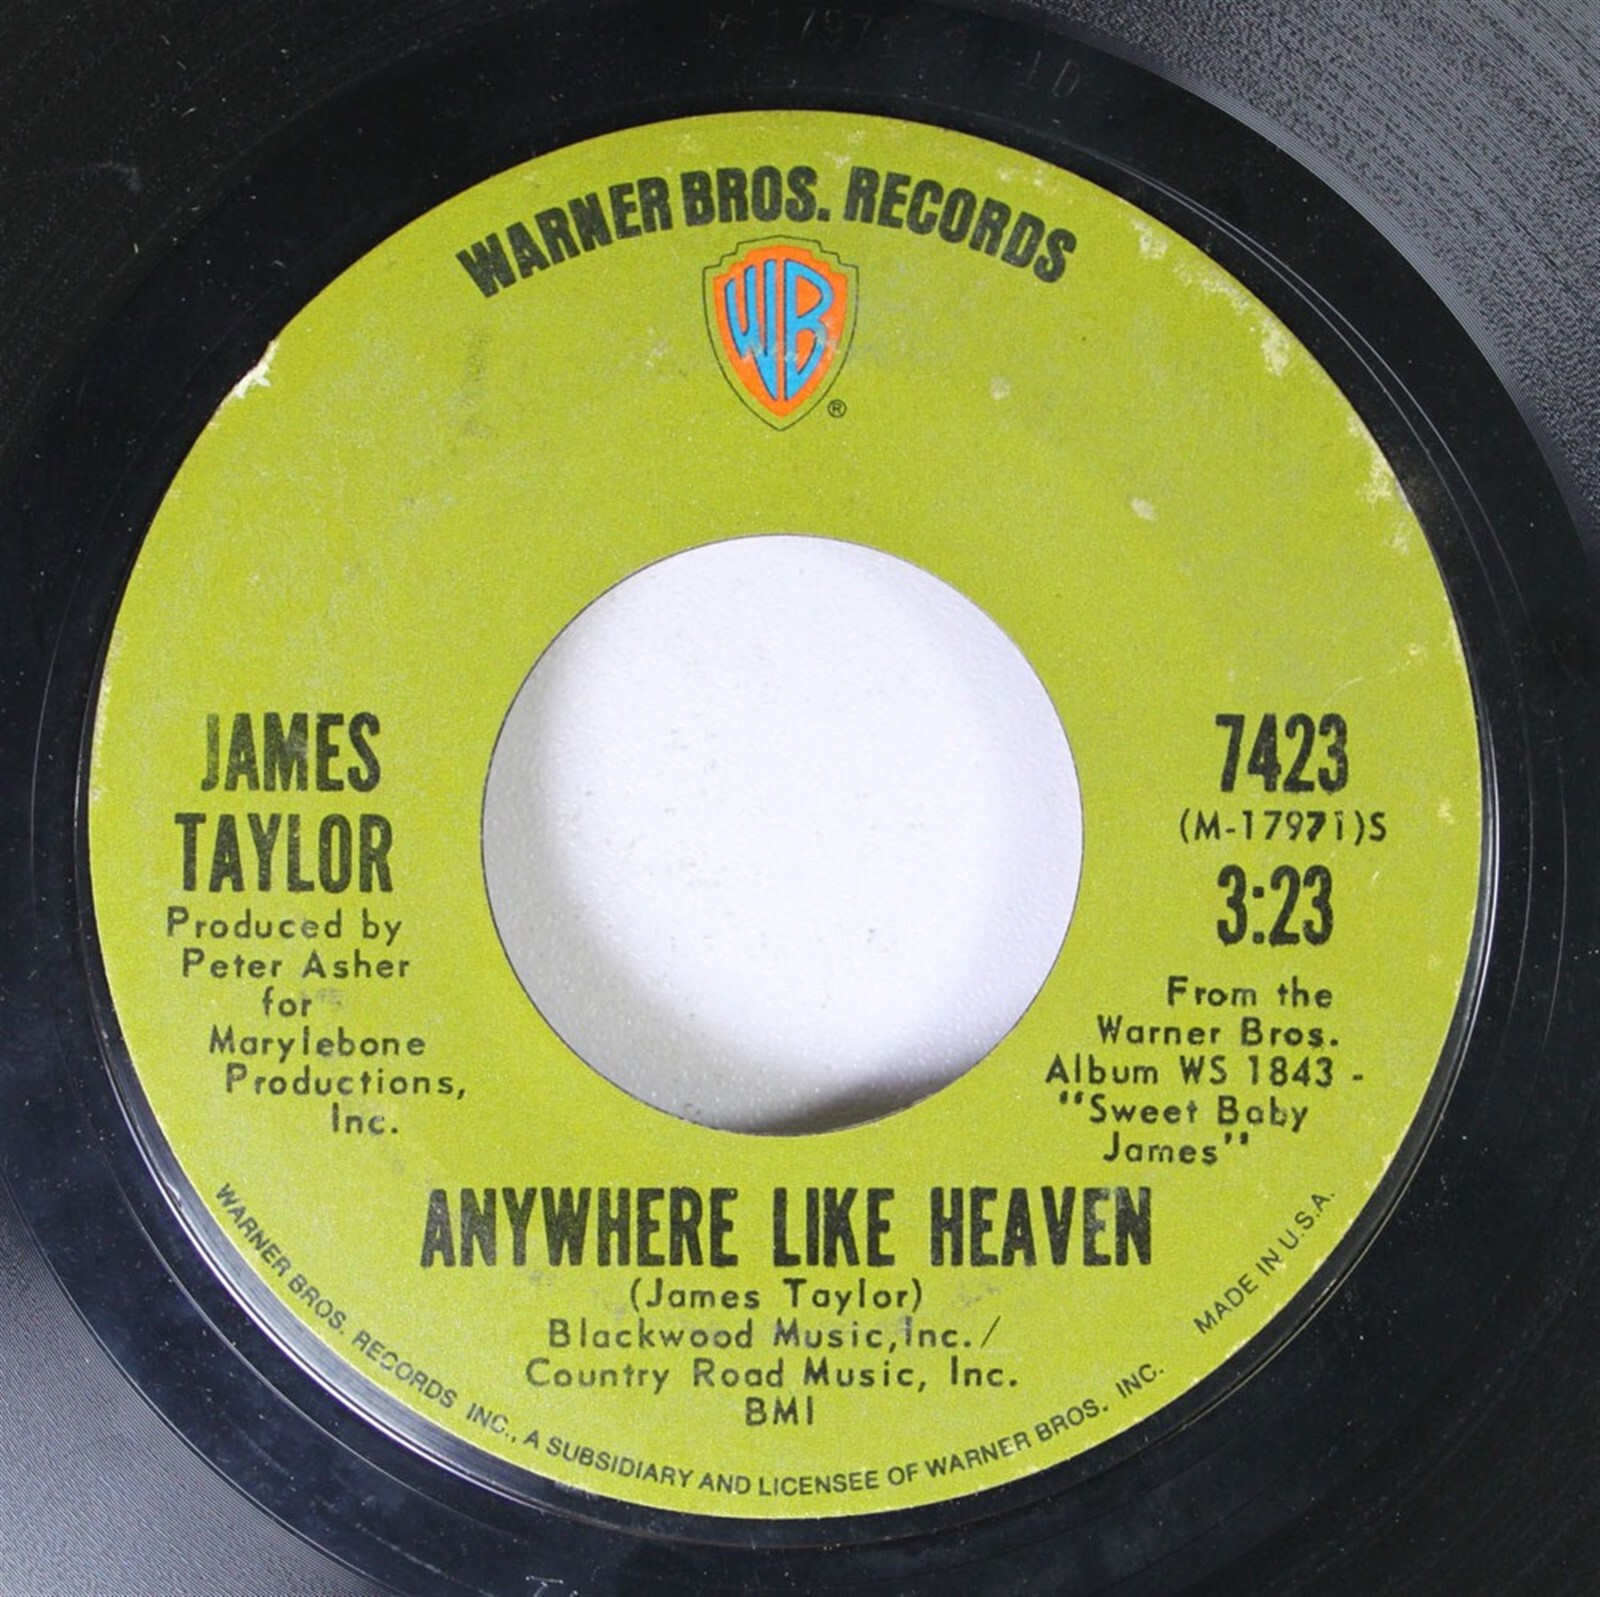 WARNER BROS. RECORDS
WB
®
JAMES
TAYLOR
Produced by
Peter Asher
for
Marylebone
Productions,
Inc.
7423
(M-17971)S
3:23
From the
Warner Bros.
Album WS 1843 -
"Sweet Baby
James"
ANYWHERE LIKE HEAVEN
(James Taylor)
Blackwood Music,Inc./
Country Road Music, Inc.
BMI
WARNER BROS. RECORDS INC., A SUBSIDIARY AND LICENSEE OF WARNER BROS. INC.
MADE IN U.S.A.